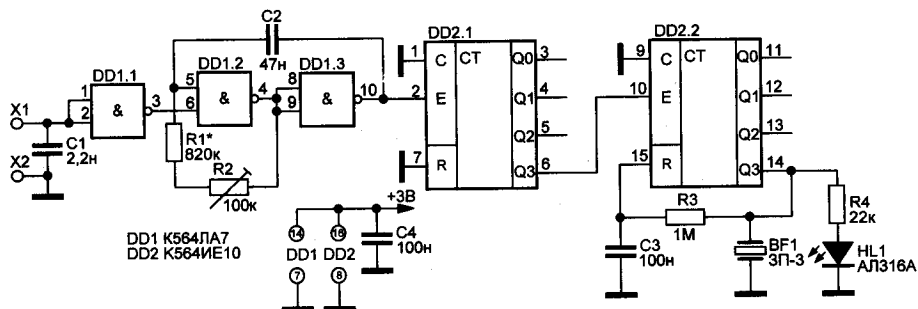 C2
47н
DD1.1
DD1.2
DD1.3
DD2.1
DD2.2
X1
X2
1
2
&
3
C1
2,2н
5
6
&
4
8
9
&
10
R1*
820к
R2
100к
1
C
CT
Q0
3
2
E
Q1
4
Q2
5
7
R
Q3
6
9
C
CT
Q0
11
10
E
Q1
12
Q2
13
15
R
Q3
14
R3
1М
C3
100н
BF1
ЗП-3
R4
22к
HL1
АЛ316А
+3В
14
16
DD1
DD2
7
8
C4
100н
DD1 К564ЛА7
DD2 К564ИЕ10